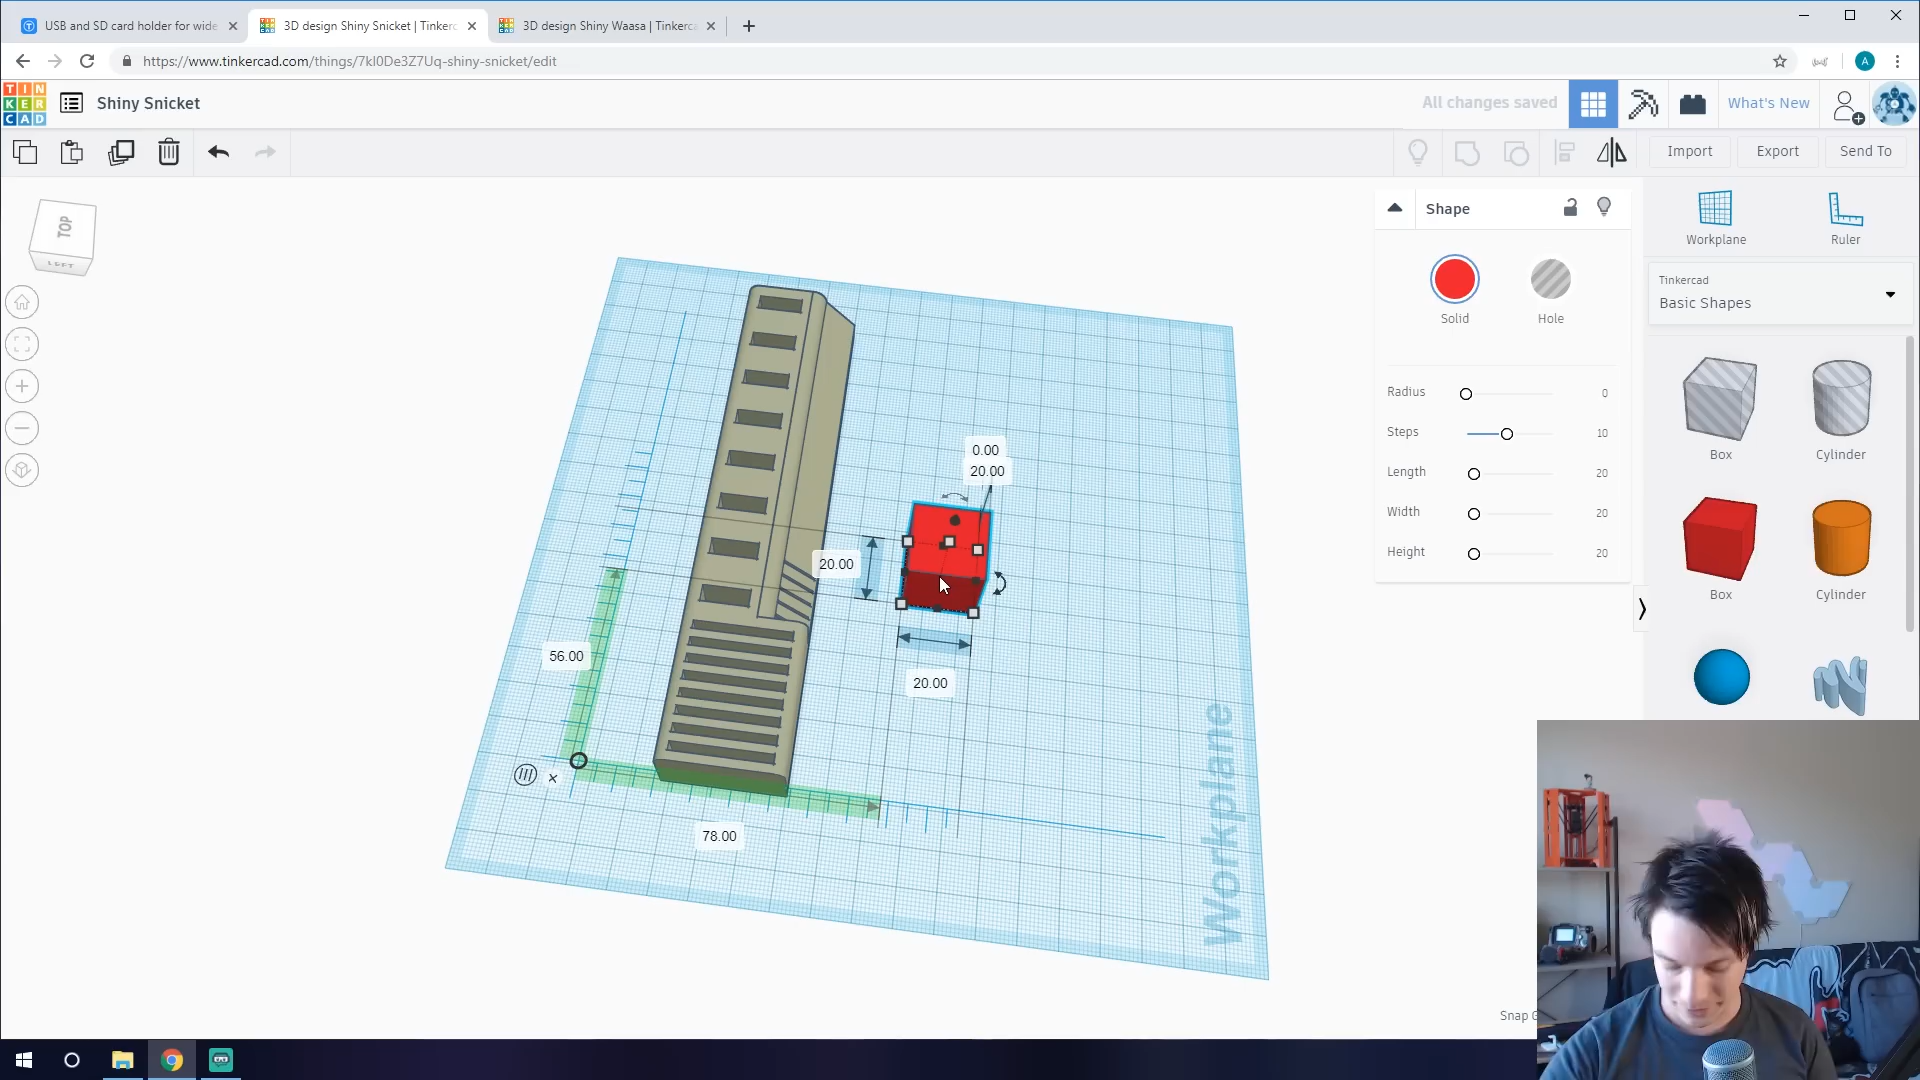 USB and SD card holder for wide
3D design Shiny Snicket | Tinkerc
3D design Shiny Waasa | Tinkerca
https://www.tinkercad.com/things/7kI0De3Z7Uq-shiny-snicket/edit
A
TIN
KER
CAD
Shiny Snicket
All changes saved
What's New
Import
Export
Send To
TOP
LEFT
Shape
Workplane
Ruler
Solid
Hole
Tinkercad
Basic Shapes
Radius
0
Steps
10
Length
20
Width
20
Height
20
Box
Cylinder
Box
Cylinder
0.00
20.00
20.00
20.00
56.00
78.00
Workplane
Snap G